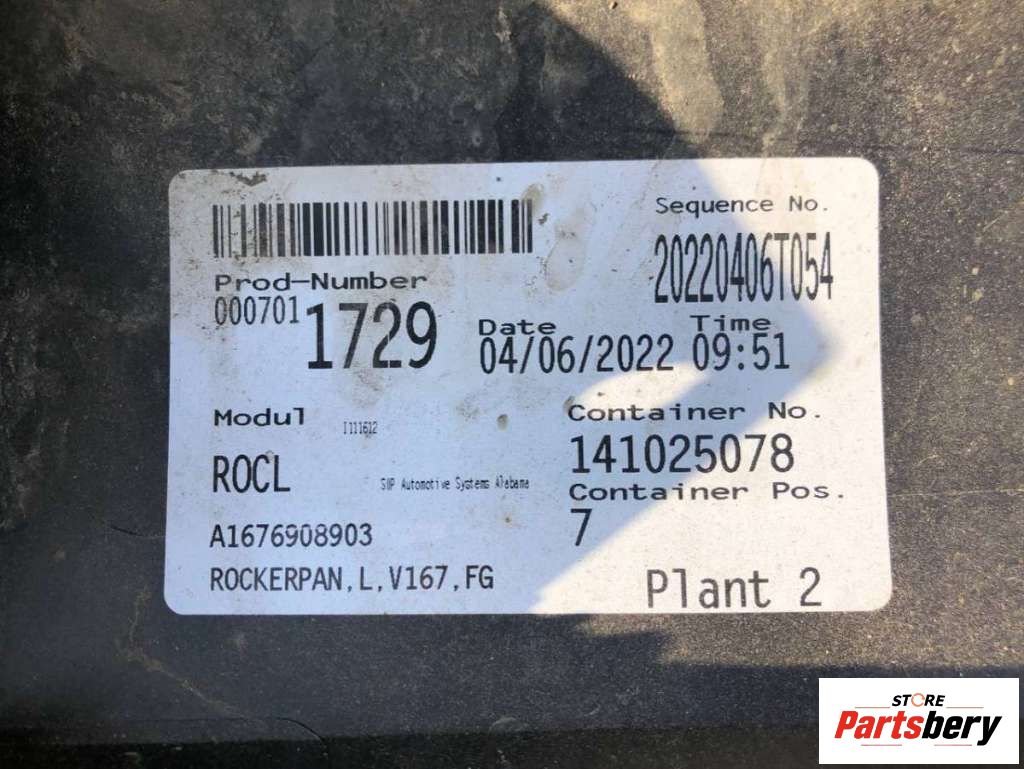 Sequence No.
20220406T054
Prod-Number
000701 1729
Date Time
04/06/2022 09:51
Modul I111612
Container No.
141025078
ROCL Automotive Systems Alabama
Container Pos.
7
A1676908903
ROCKERPAN,L,V167,FG
Plant 2
STORE
Partsbery